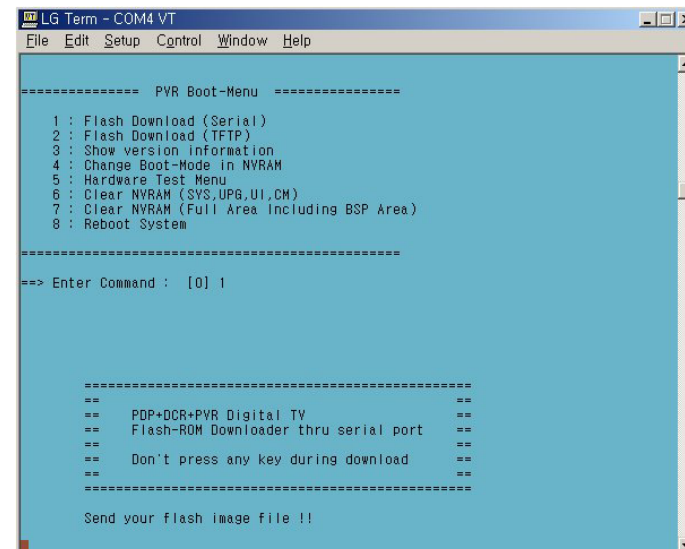 LG Term - COM4 VT
File Edit Setup Control Window Help
=============== PVR Boot-Menu ================
1 : Flash Download (Serial)
2 : Flash Download (TFTP)
3 : Show version information
4 : Change Boot-Mode in NVRAM
5 : Hardware Test Menu
6 : Clear NVRAM (SYS,UPG,UI,CM)
7 : Clear NVRAM (Full Area Including BSP Area)
8 : Reboot System
================================================
==> Enter Command : [0] 1
=================================================
== ==
== PDP+DCR+PVR Digital TV ==
== Flash-ROM Downloader thru serial port ==
== ==
== Don't press any key during download ==
== ==
=================================================
Send your flash image file !!